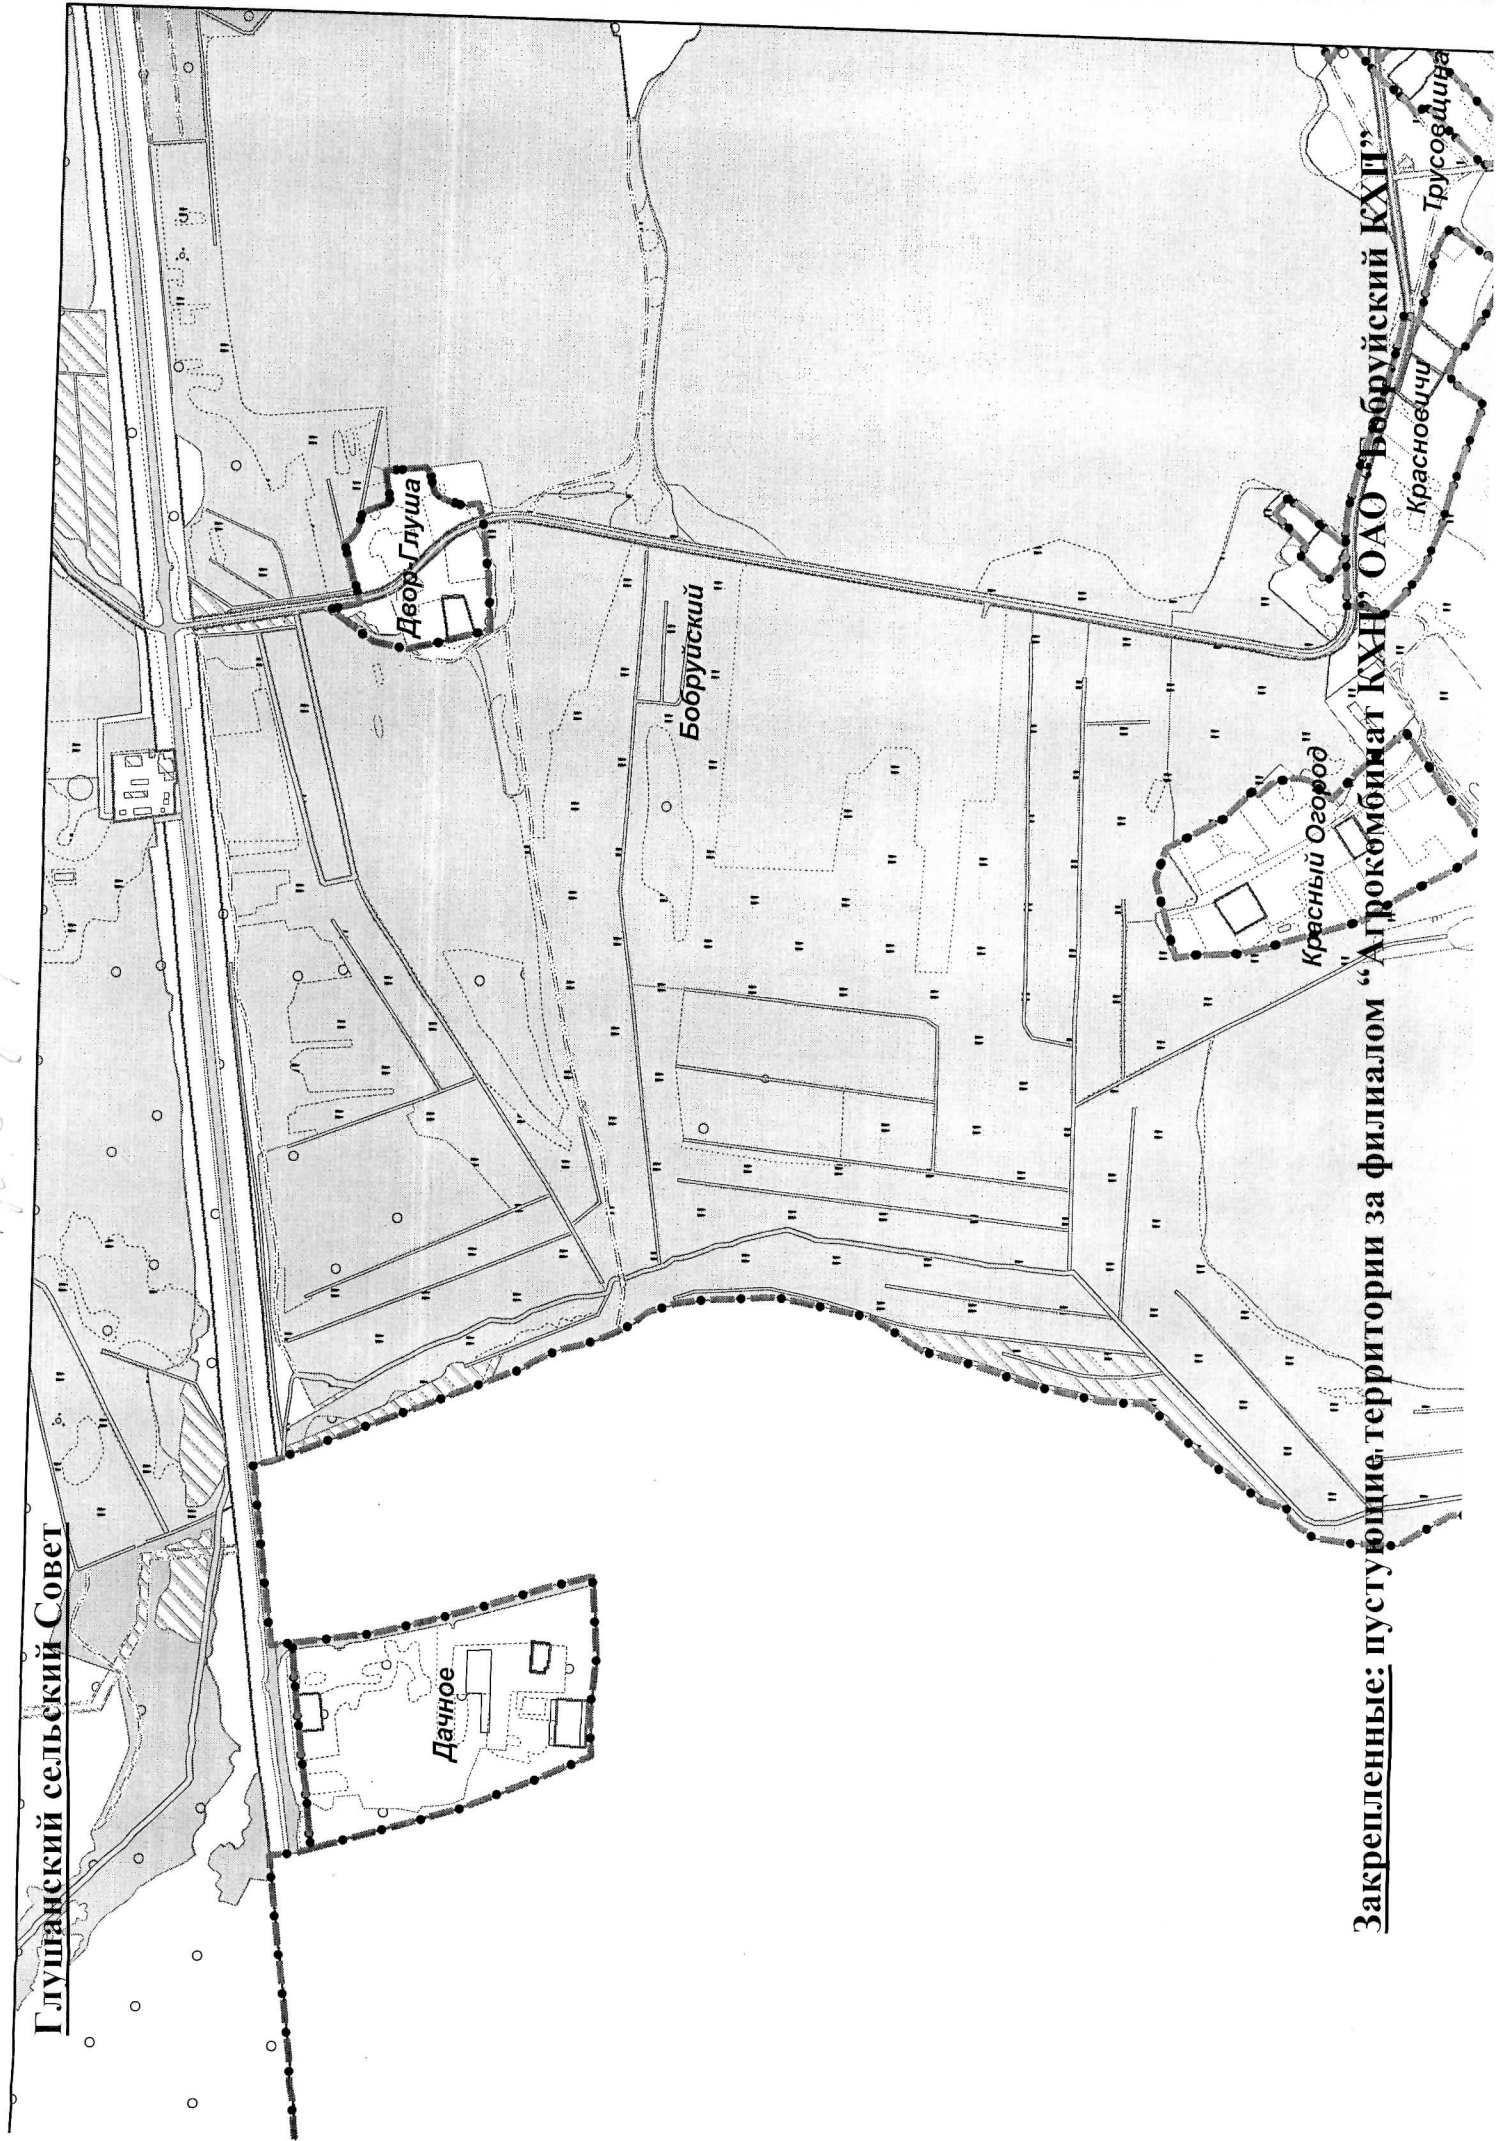 Глушанский сельский Совет
Двор-Глуша
Дачное
Бобруйский
Красный Огород
Красновичи
Трусовщина
Закрепленные: пустующие территории за филиалом “Агрокомбинат КХП” ОАО “Бобруйский КХП”